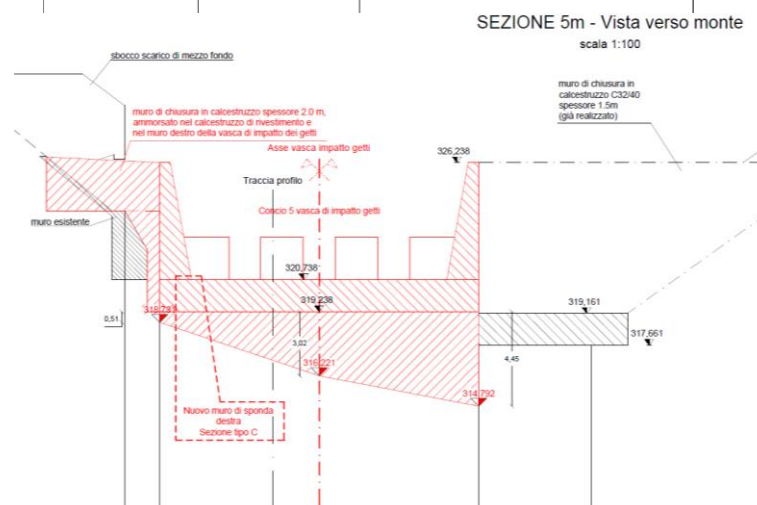 SEZIONE 5m - Vista verso monte
scala 1:100
sbocco scarico di mezzo fondo
muro di chiusura in
calcestruzzo C32/40
spessore 1.5m
(già realizzato)
muro di chiusura in calcestruzzo spessore 2.0 m,
ammorsato nel calcestruzzo di rivestimento e
nel muro destro della vasca di impatto dei getti
Asse vasca impatto getti
326,238
Traccia profilo
Concio 5 vasca di impatto getti
muro esistente
320,738
319,238
319,161
0,51
3,02
317,661
4,45
316,221
314,792
Nuovo muro di sponda
destra
Sezione tipo C